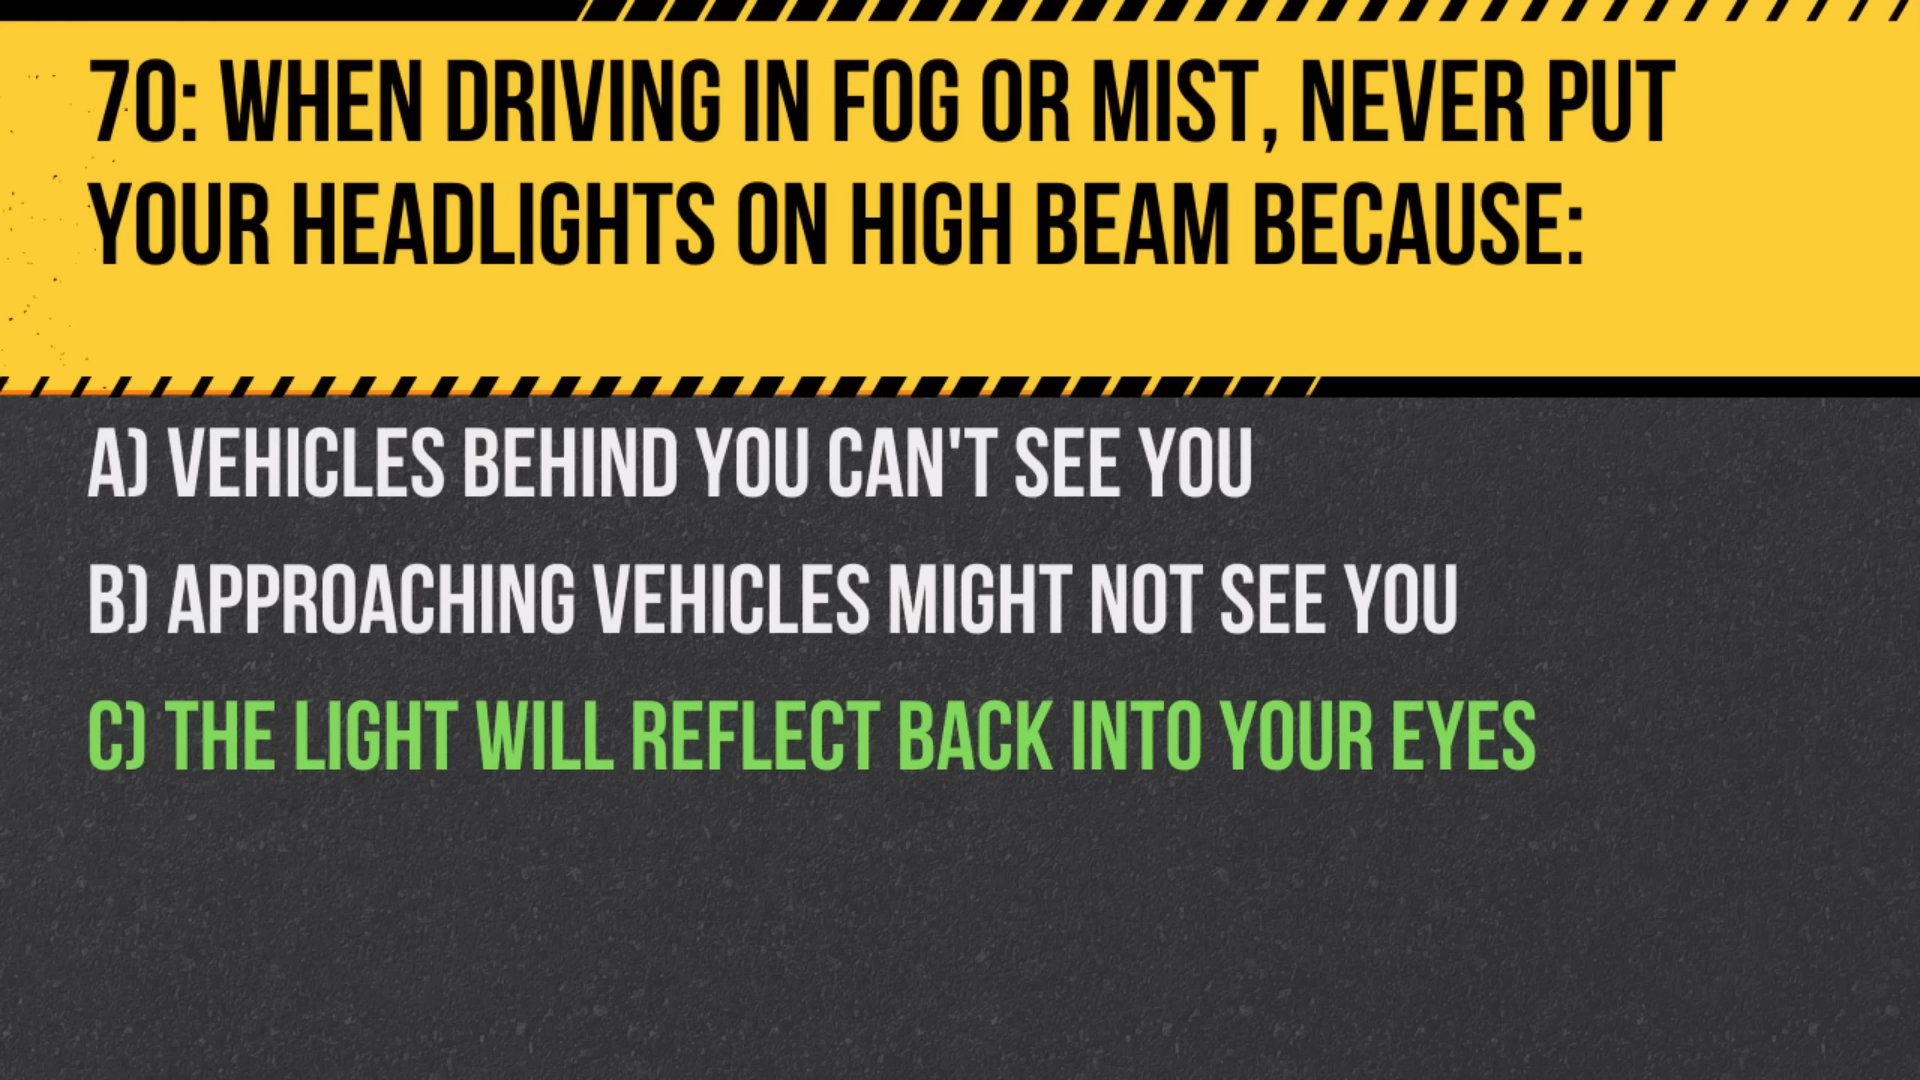 70: WHEN DRIVING IN FOG OR MIST, NEVER PUT
YOUR HEADLIGHTS ON HIGH BEAM BECAUSE:
A) VEHICLES BEHIND YOU CAN'T SEE YOU
B) APPROACHING VEHICLES MIGHT NOT SEE YOU
C) THE LIGHT WILL REFLECT BACK INTO YOUR EYES